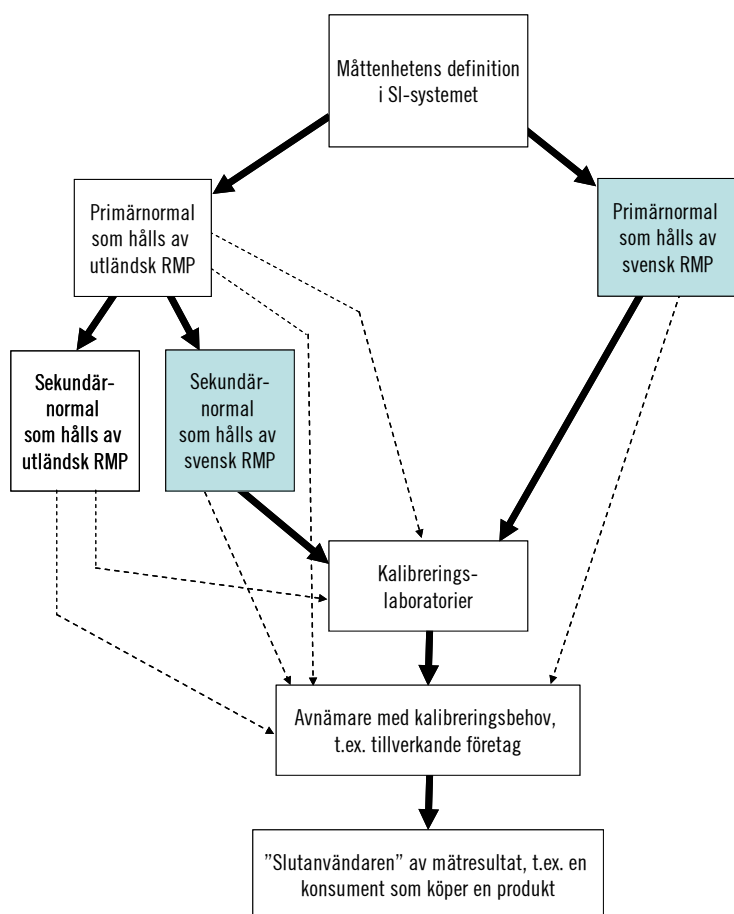 Måttenhetens definition
i SI-systemet
Primärnormal
som hålls av
utländsk RMP
Primärnormal
som hålls av
svensk RMP
Sekundär-
normal
som hålls av
utländsk RMP
Sekundär-
normal
som hålls av
svensk RMP
Kalibrerings-
laboratorier
Avnämare med kalibreringsbehov,
t.ex. tillverkande företag
”Slutanvändaren” av mätresultat, t.ex. en
konsument som köper en produkt